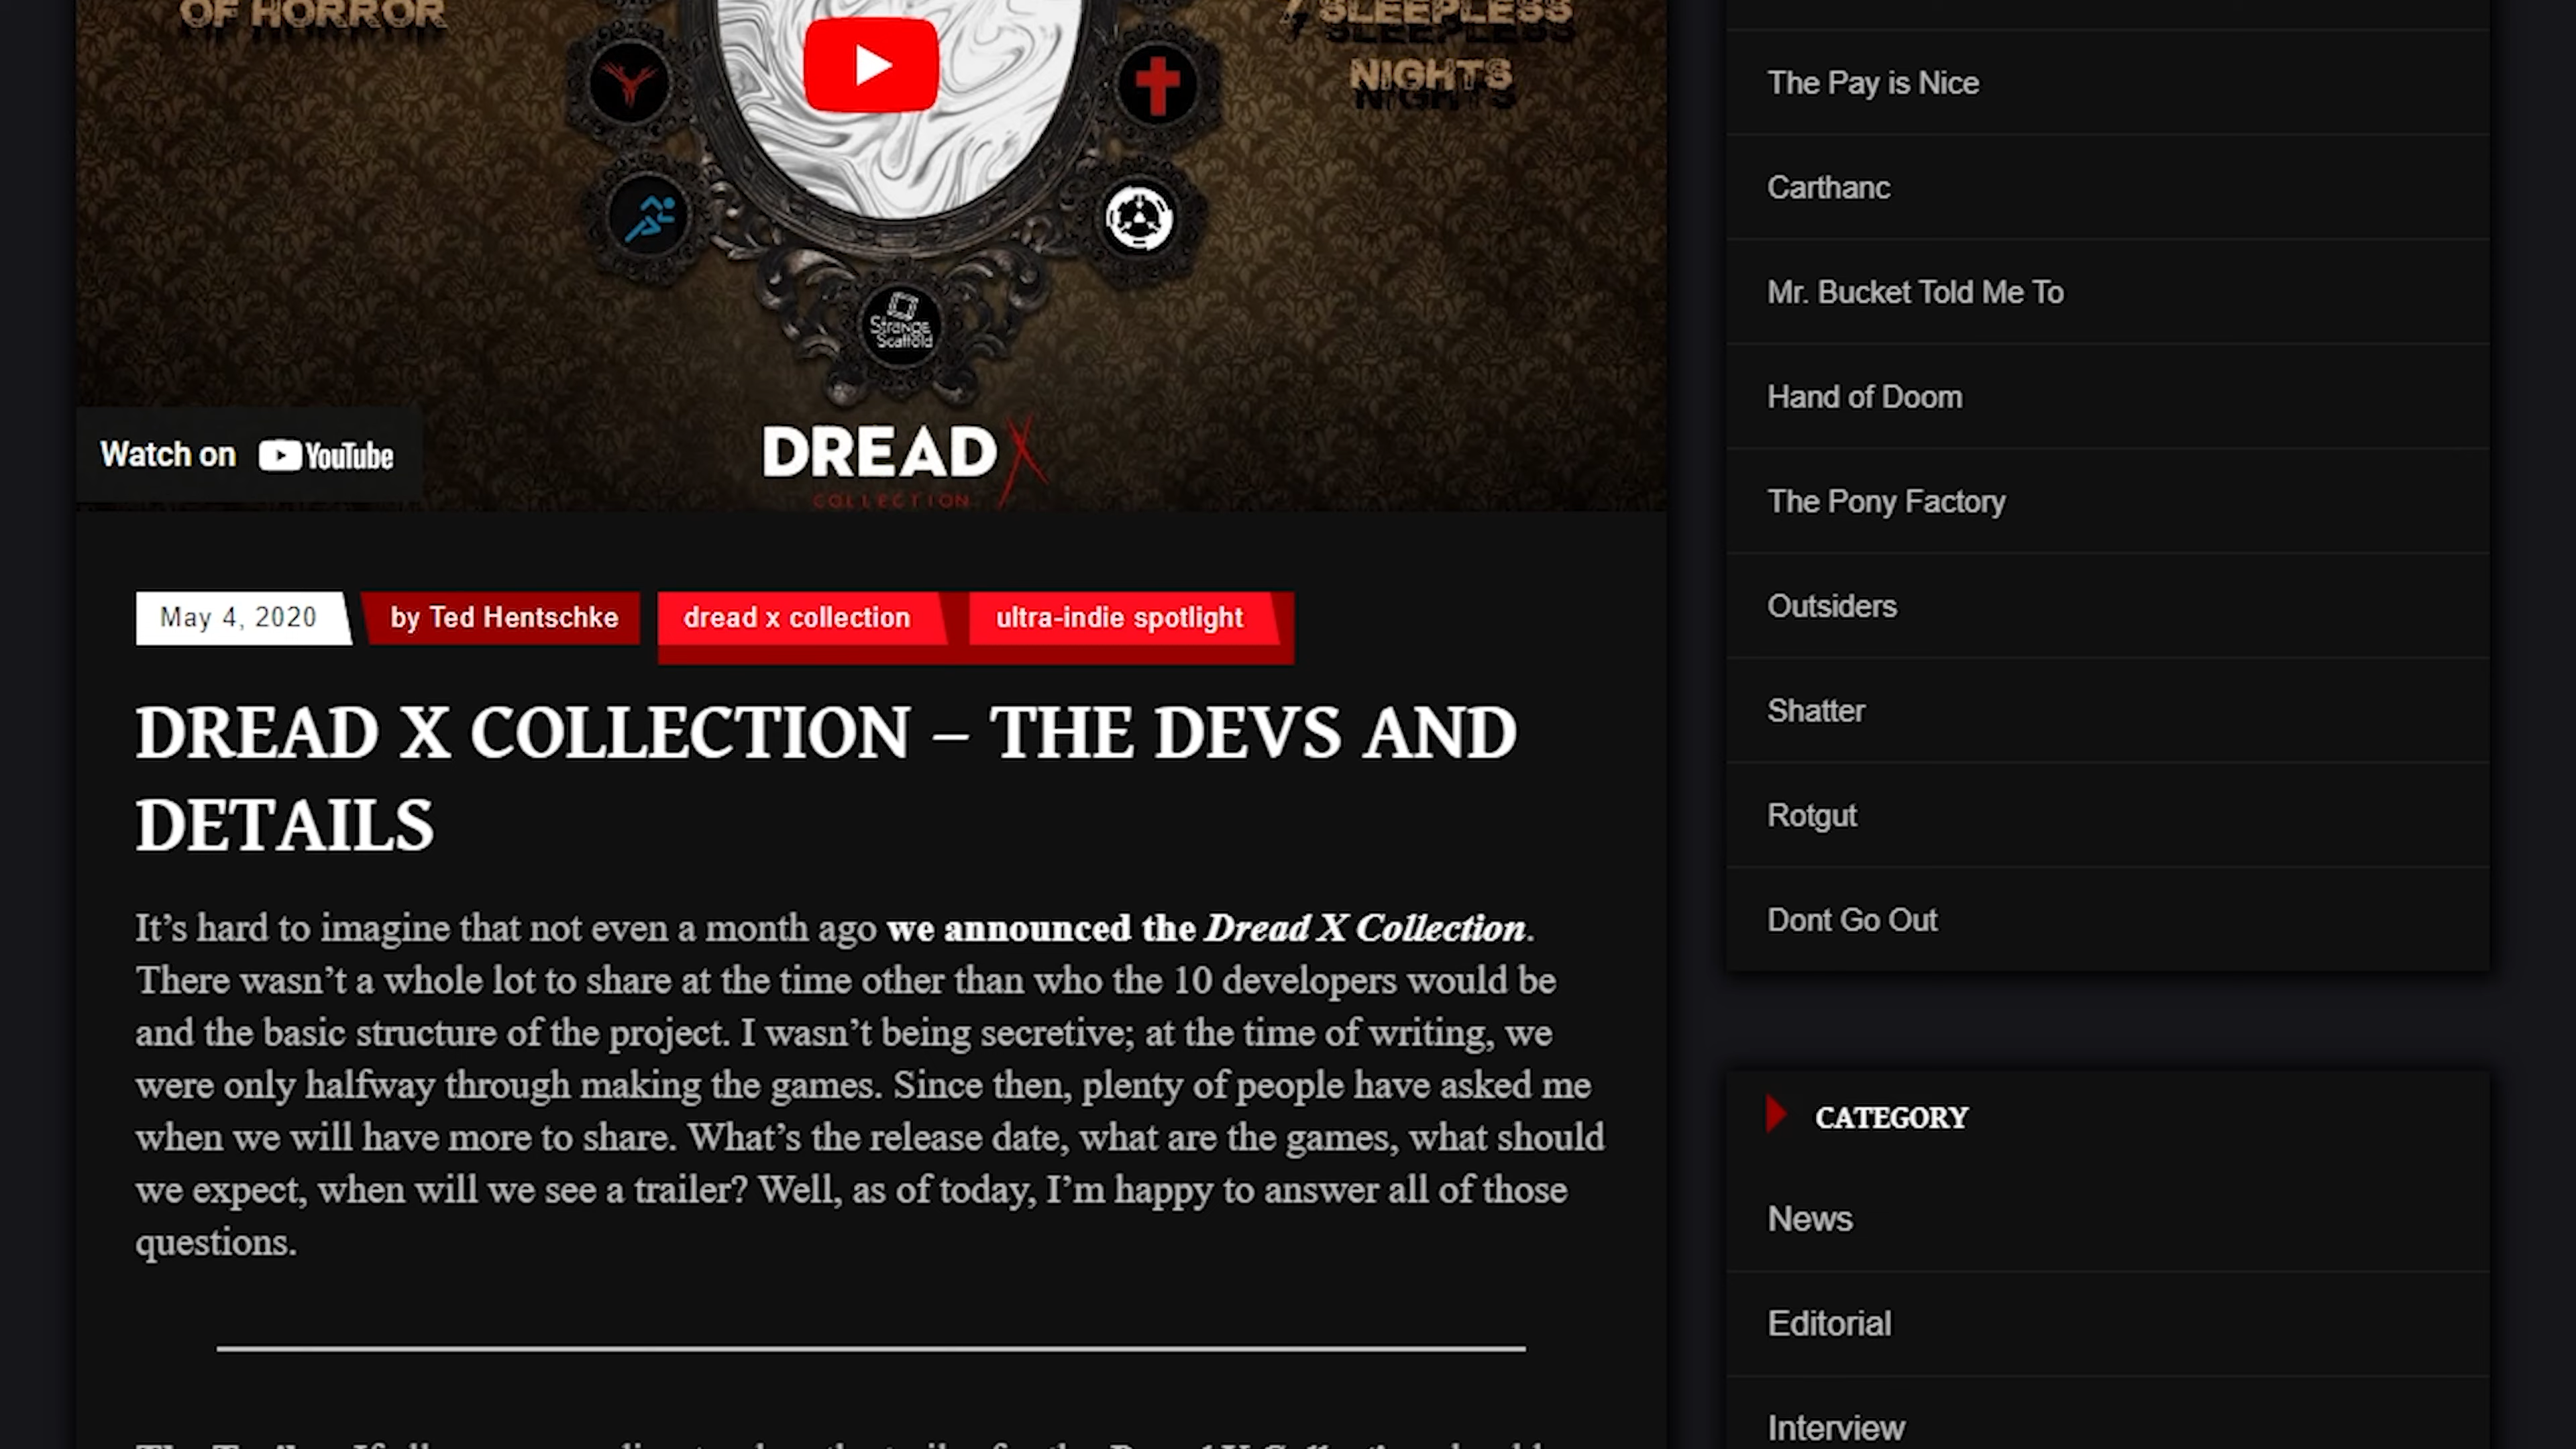 OF HORROR
7 SLEEPLESS
NIGHTS
Strange
Scaffold
Watch on YouTube
DREAD X
COLLECTION
May 4, 2020
by Ted Hentschke
dread x collection
ultra-indie spotlight
DREAD X COLLECTION – THE DEVS AND
DETAILS
It’s hard to imagine that not even a month ago we announced the Dread X Collection.
There wasn’t a whole lot to share at the time other than who the 10 developers would be
and the basic structure of the project. I wasn’t being secretive; at the time of writing, we
were only halfway through making the games. Since then, plenty of people have asked me
when we will have more to share. What’s the release date, what are the games, what should
we expect, when will we see a trailer? Well, as of today, I’m happy to answer all of those
questions.
The Pay is Nice
Carthanc
Mr. Bucket Told Me To
Hand of Doom
The Pony Factory
Outsiders
Shatter
Rotgut
Dont Go Out
CATEGORY
News
Editorial
Interview